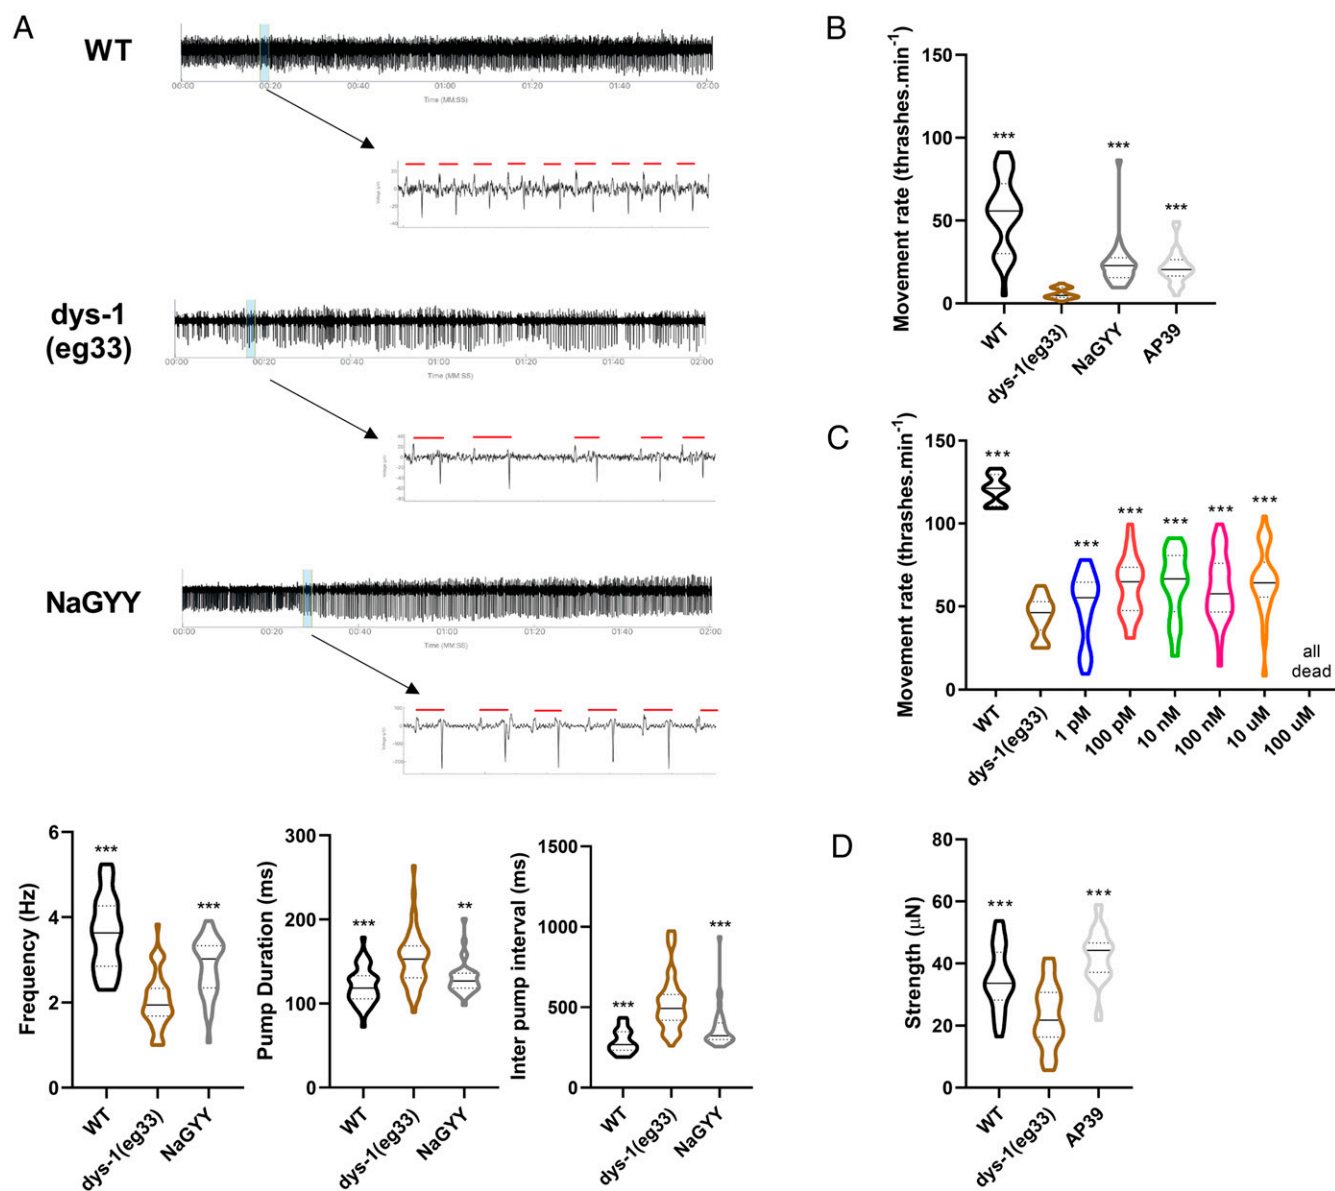 A
WT
00:00 00:20 00:40 01:00 01:20 01:40 02:00
Time (MM:SS)
20
0
-20
-40
dys-1
(eg33)
00:00 00:20 00:40 01:00 01:20 01:40 02:00
Time (MM:SS)
NaGYY
00:00 00:20 00:40 01:00 01:20 01:40 02:00
Time (MM:SS)
Frequency (Hz)
6
4
2
0
***
***
WT
dys-1(eg33)
NaGYY
Pump Duration (ms)
300
200
100
0
***
**
WT
dys-1(eg33)
NaGYY
Inter pump interval (ms)
1500
1000
500
0
***
***
WT
dys-1(eg33)
NaGYY
B
Movement rate (thrashes.min-1)
150
100
50
0
***
***
***
WT
dys-1(eg33)
NaGYY
AP39
C
Movement rate (thrashes.min-1)
150
100
50
0
***
***
***
***
***
***
all
dead
WT
dys-1(eg33)
1 pM
100 pM
10 nM
100 nM
10 uM
100 uM
D
Strength (µN)
80
60
40
20
0
***
***
WT
dys-1(eg33)
AP39